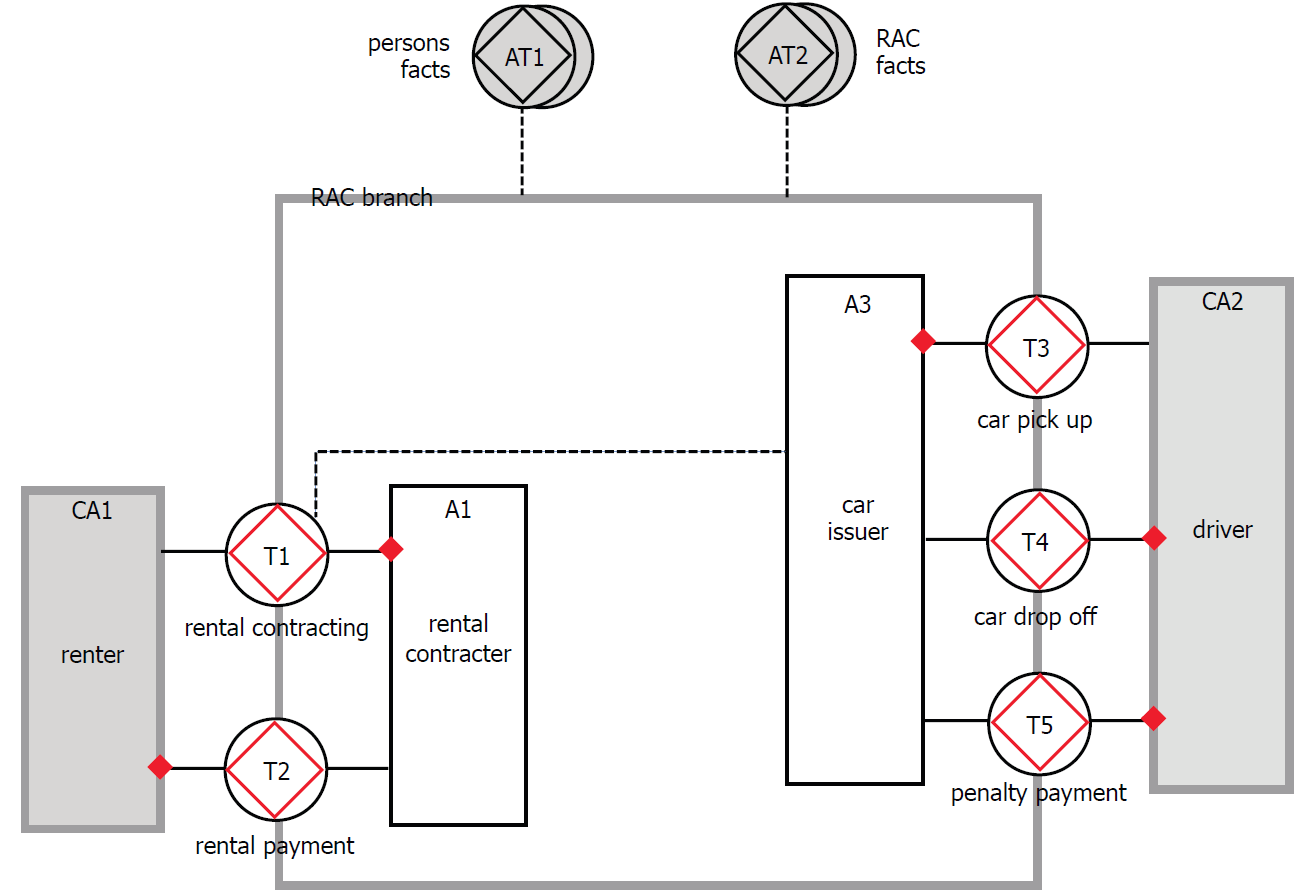 persons
facts
AT1
AT2
RAC
facts
RAC branch
A3
T3
CA2
car pick up
CA1
T1
A1
car
issuer
T4
driver
rental contracting
rental
contracter
car drop off
renter
T2
T5
rental payment
penalty payment